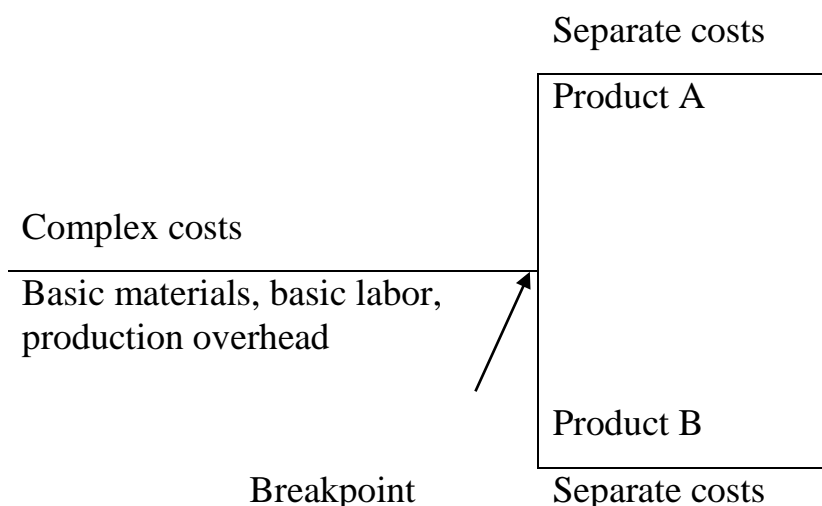 Separate costs
Product A
Complex costs
Basic materials, basic labor,
production overhead
Product B
Breakpoint
Separate costs